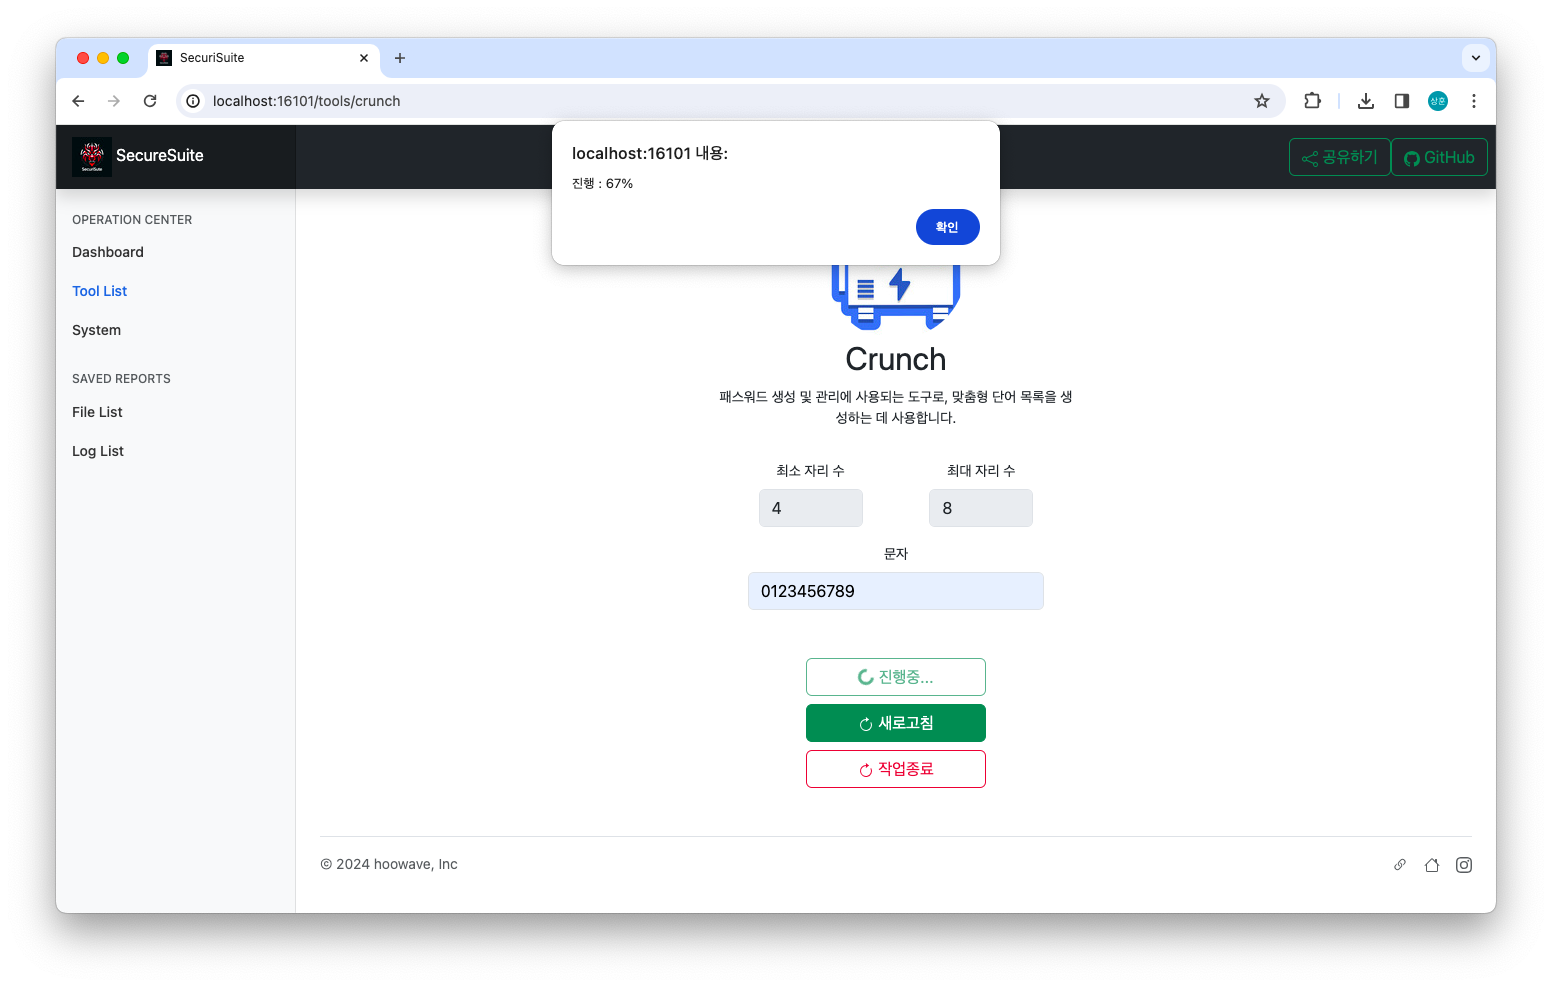 SecuriSuite
localhost:16101/tools/crunch
상훈
SecureSuite
SecuriSuite
localhost:16101 내용:
진행 : 67%
확인
공유하기
GitHub
OPERATION CENTER
Dashboard
Tool List
System
SAVED REPORTS
File List
Log List
Crunch
패스워드 생성 및 관리에 사용되는 도구로, 맞춤형 단어 목록을 생
성하는 데 사용합니다.
최소 자리 수
최대 자리 수
4
8
문자
0123456789
진행중...
새로고침
작업종료
© 2024 hoowave, Inc